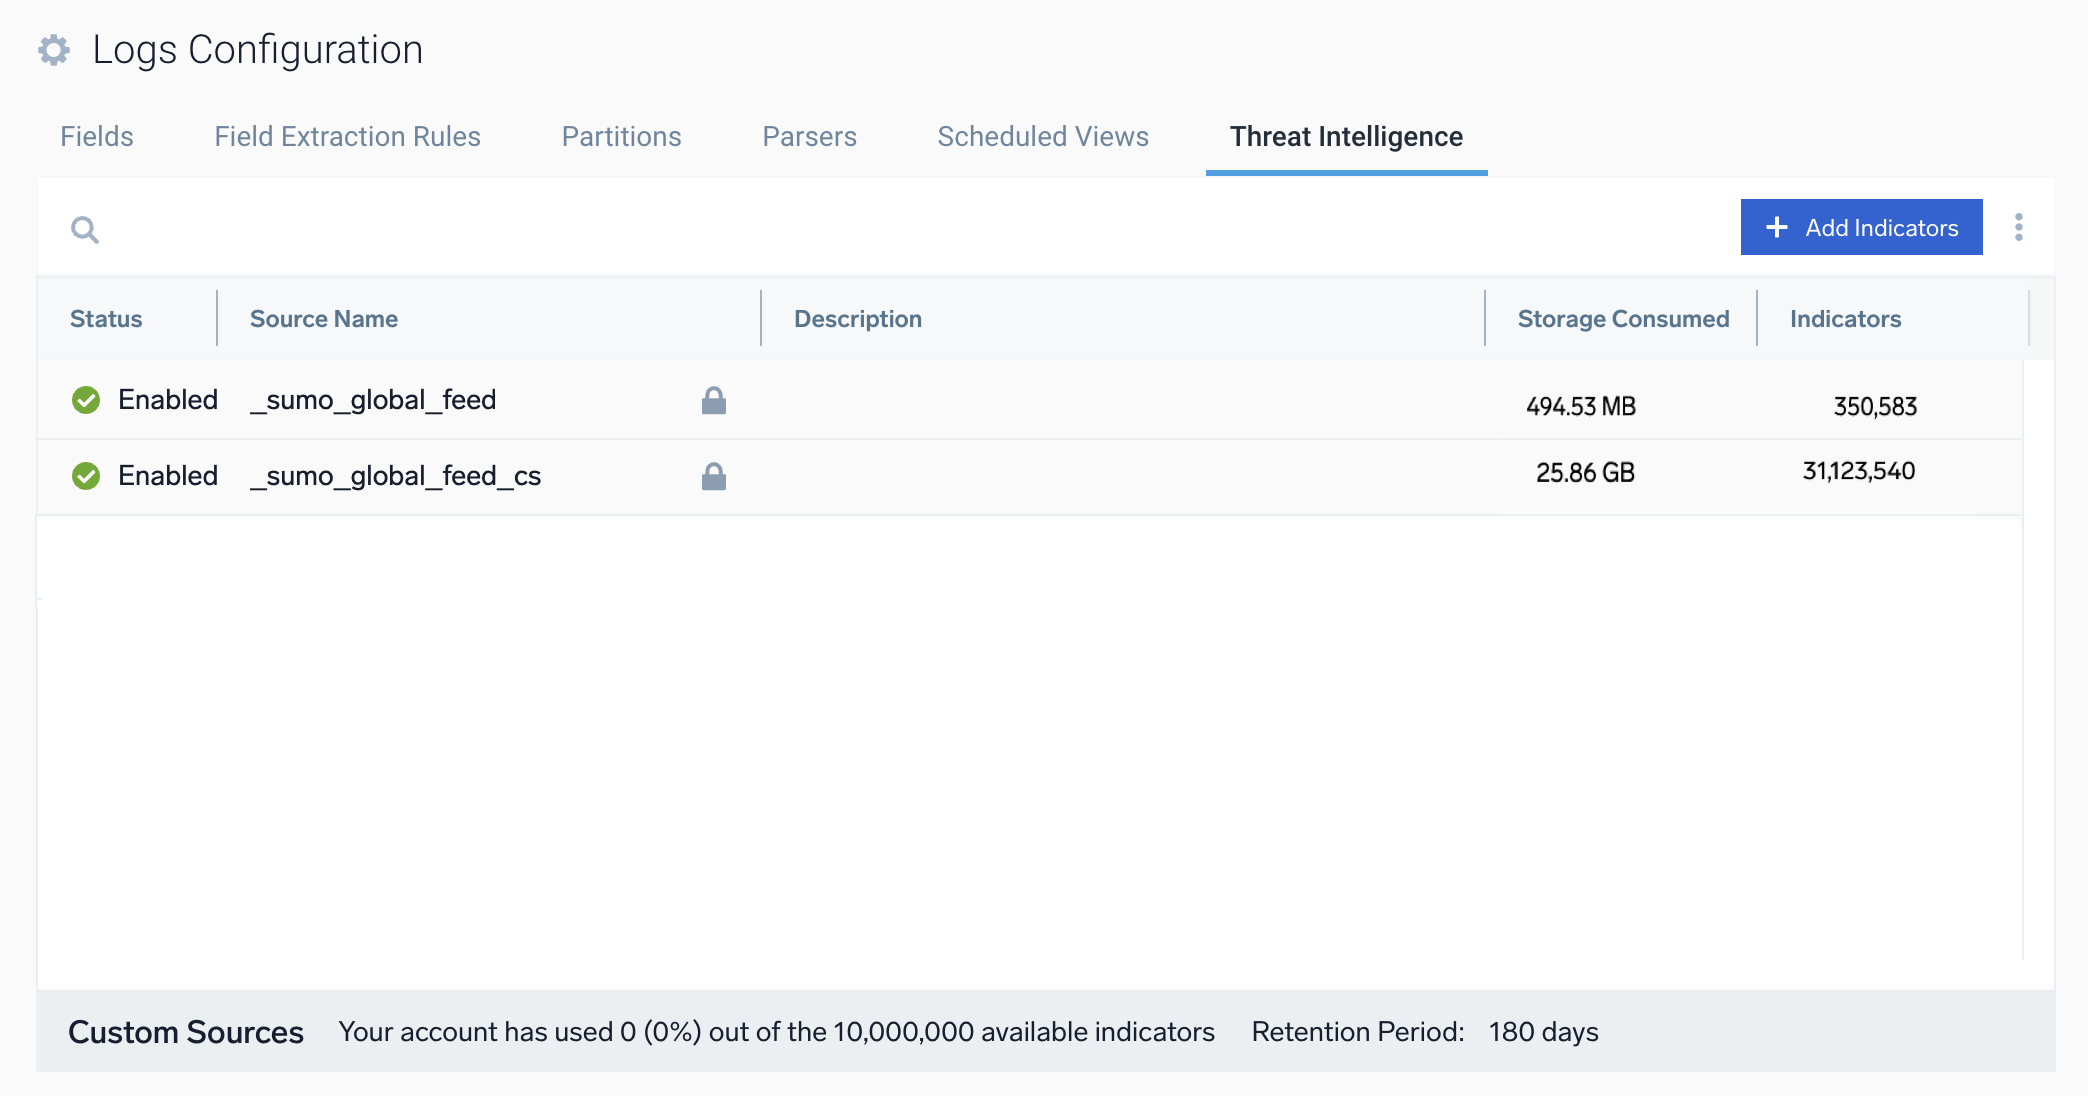 Logs Configuration
Fields Field Extraction Rules Partitions Parsers Scheduled Views Threat Intelligence
+ Add Indicators
Status Source Name Description Storage Consumed Indicators
Enabled _sumo_global_feed 494.53 MB 350,583
Enabled _sumo_global_feed_cs 25.86 GB 31,123,540
Custom Sources Your account has used 0 (0%) out of the 10,000,000 available indicators Retention Period: 180 days